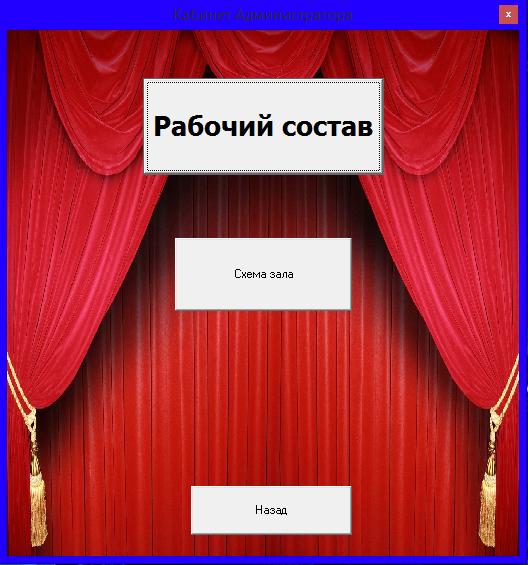 Кабинет Администратора
x
Рабочий состав
Схема зала
Назад